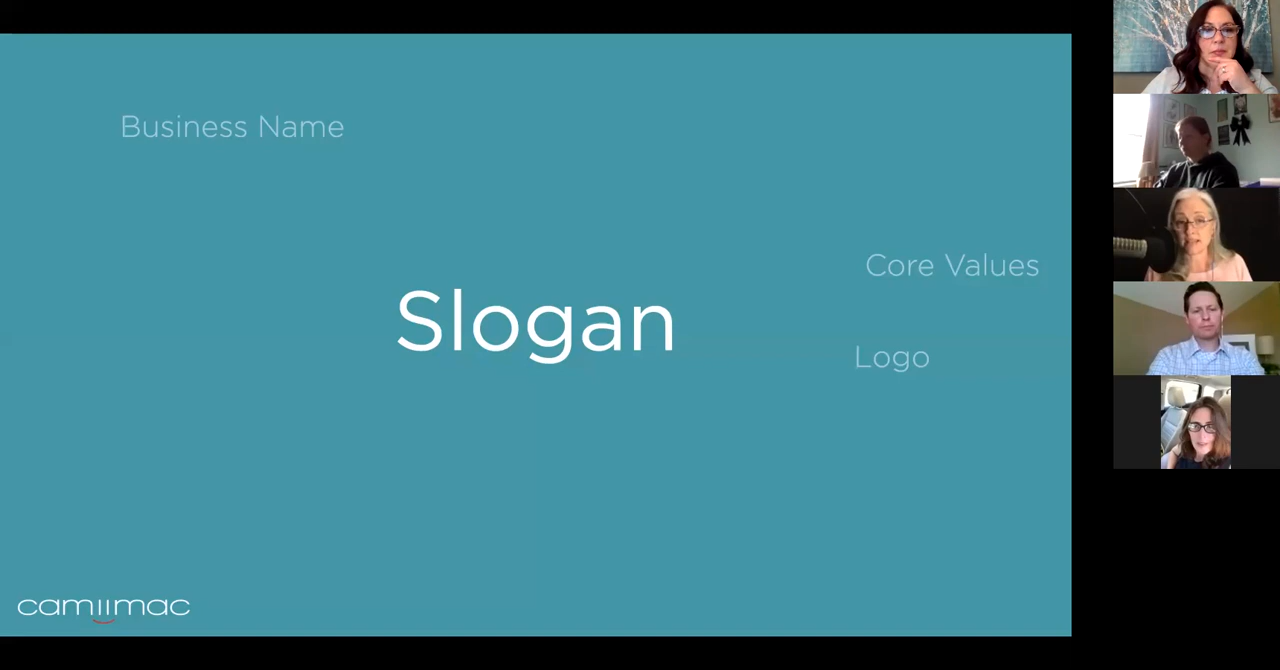 Business Name
Core Values
Slogan
Logo
camiimac